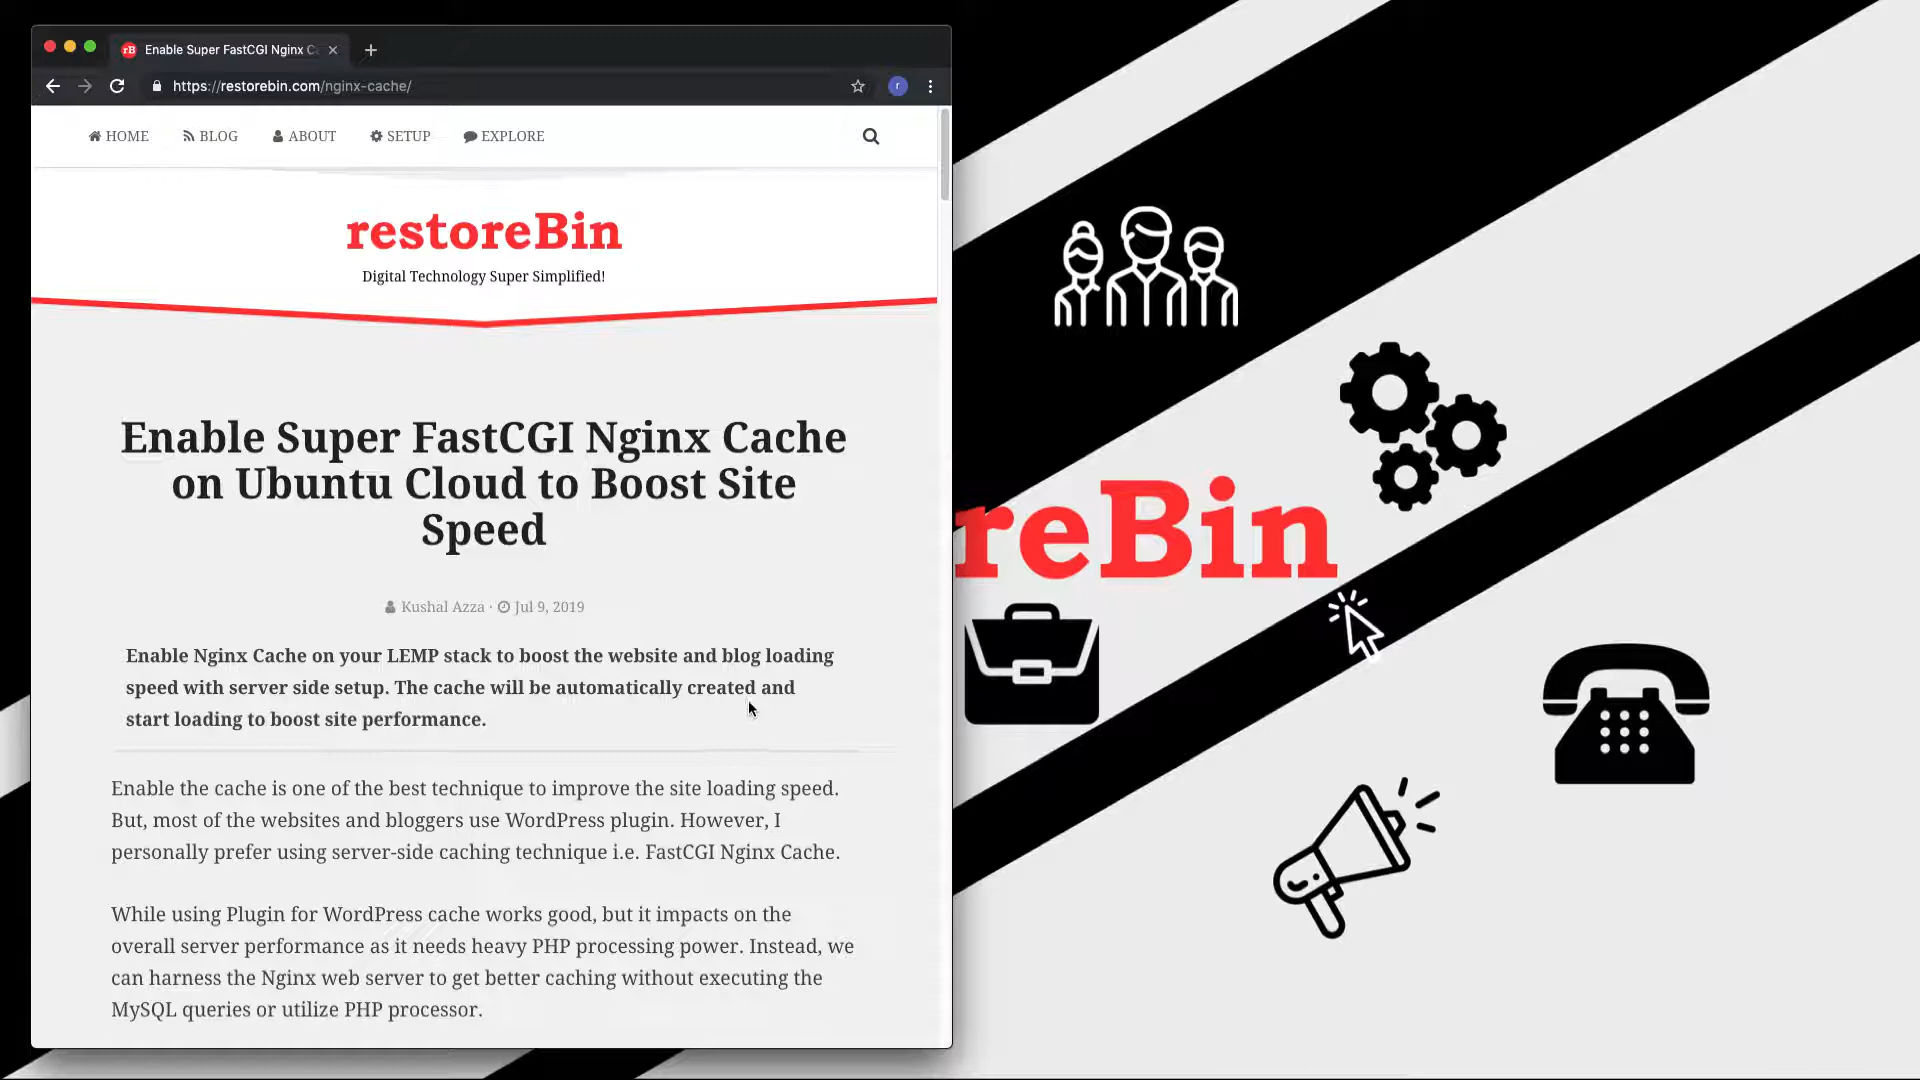 Enable Super FastCGI Nginx C
https://restorebin.com/nginx-cache/
r
HOME BLOG ABOUT SETUP EXPLORE
restoreBin
Digital Technology Super Simplified!
Enable Super FastCGI Nginx Cache
on Ubuntu Cloud to Boost Site
Speed
Kushal Azza · Jul 9, 2019
Enable Nginx Cache on your LEMP stack to boost the website and blog loading
speed with server side setup. The cache will be automatically created and
start loading to boost site performance.
Enable the cache is one of the best technique to improve the site loading speed.
But, most of the websites and bloggers use WordPress plugin. However, I
personally prefer using server-side caching technique i.e. FastCGI Nginx Cache.
While using Plugin for WordPress cache works good, but it impacts on the
overall server performance as it needs heavy PHP processing power. Instead, we
can harness the Nginx web server to get better caching without executing the
MySQL queries or utilize PHP processor.
reBin